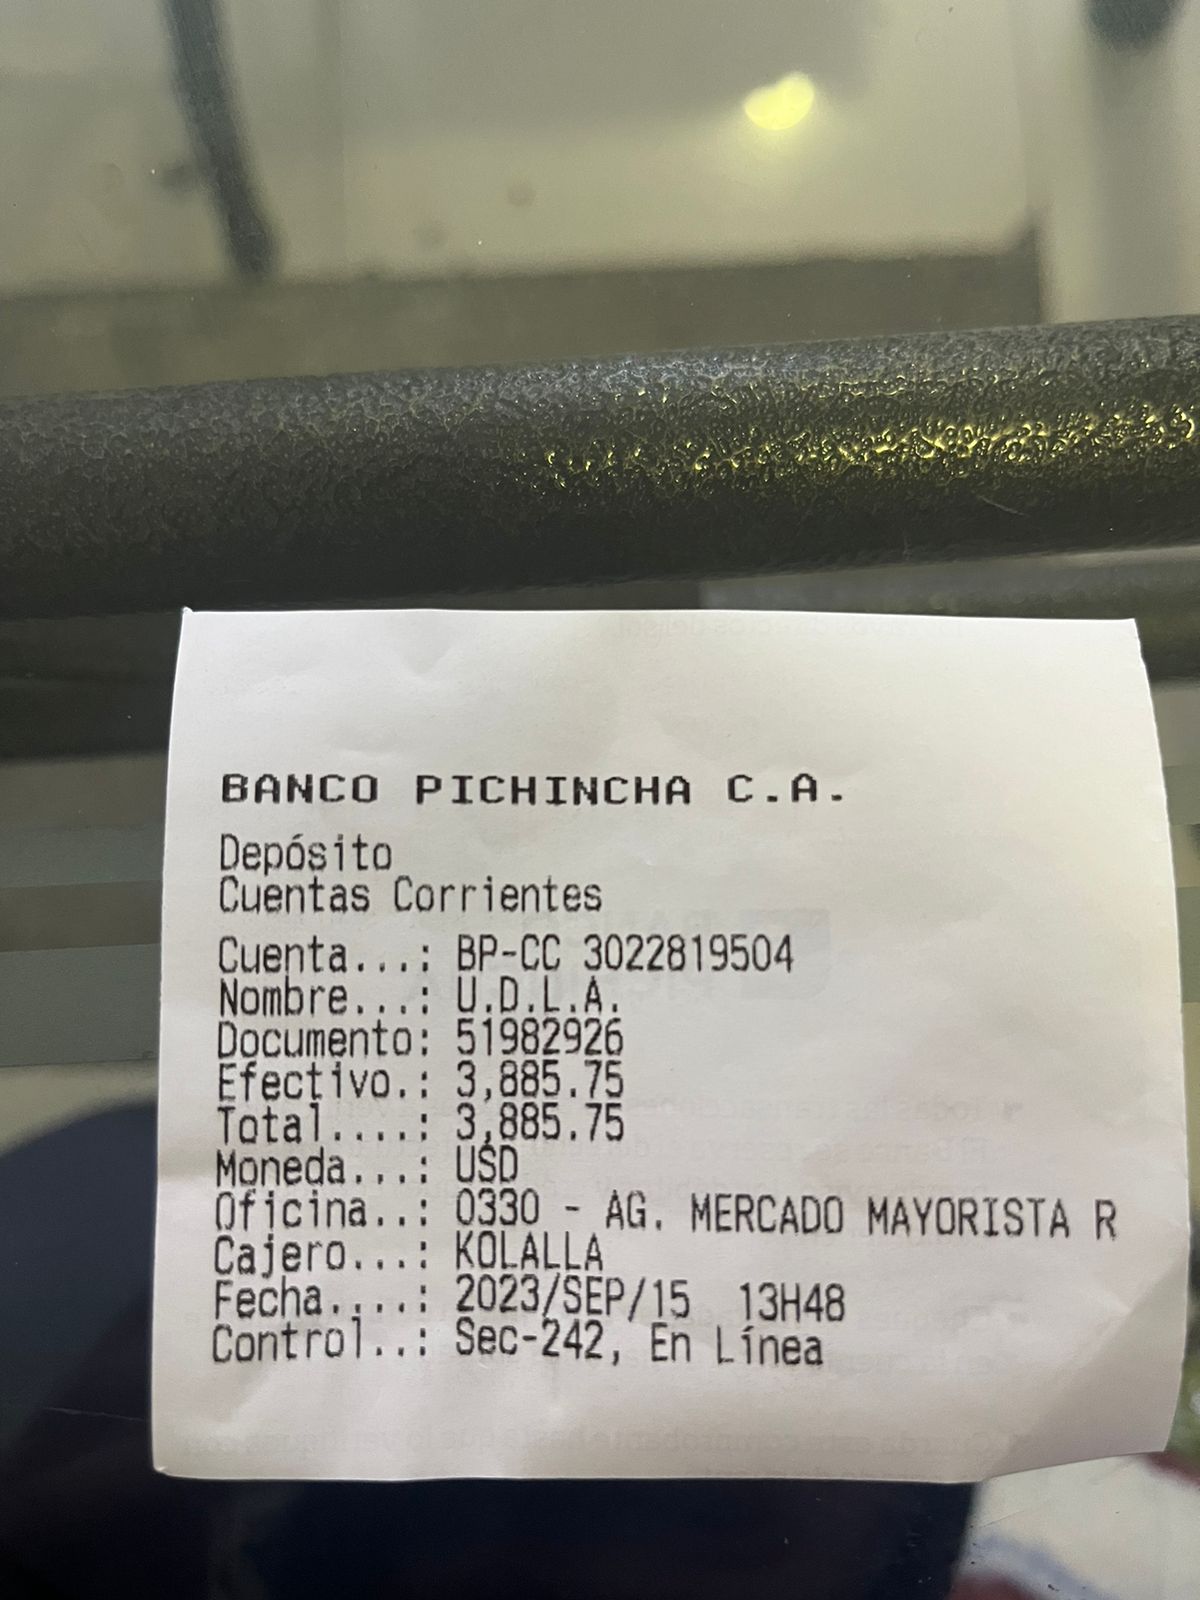 BANCO PICHINCHA C.A.
Depósito
Cuentas Corrientes
Cuenta...: BP-CC 3022819504
Nombre...: U.D.L.A.
Documento: 51982926
Efectivo.: 3,885.75
Total....: 3,885.75
Moneda...: USD
Oficina..: 0330 - AG. MERCADO MAYORISTA R
Cajero...: KOLALLA
Fecha....: 2023/SEP/15 13H48
Control..: Sec-242, En Línea